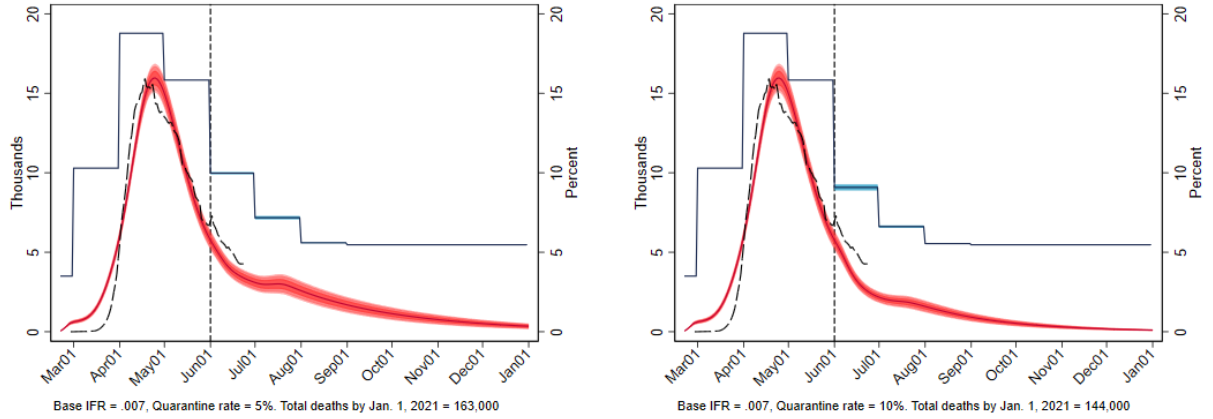 20
15
10
5
0
Thousands
20
15
10
5
0
Percent
Mar01 Apr01 May01 Jun01 Jul01 Aug01 Sep01 Oct01 Nov01 Dec01 Jan01
Base IFR = .007, Quarantine rate = 5%. Total deaths by Jan. 1, 2021 = 163,000
20
15
10
5
0
Thousands
20
15
10
5
0
Percent
Mar01 Apr01 May01 Jun01 Jul01 Aug01 Sep01 Oct01 Nov01 Dec01 Jan01
Base IFR = .007, Quarantine rate = 10%. Total deaths by Jan. 1, 2021 = 144,000